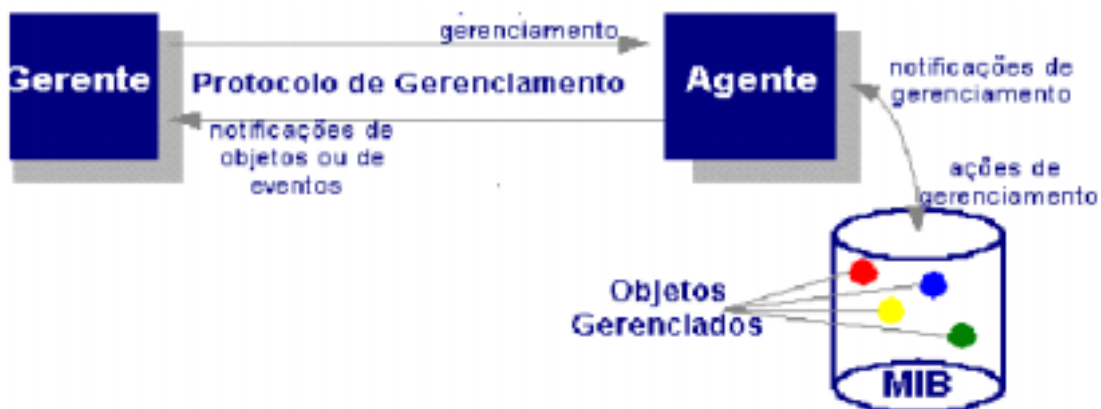 gerenciamento
Gerente
Protocolo de Gerenciamento
Agente
notificações de
objetos ou de
eventos
notificações de
gerenciamento
ações de
gerenciamento
Objetos
Gerenciados
MIB